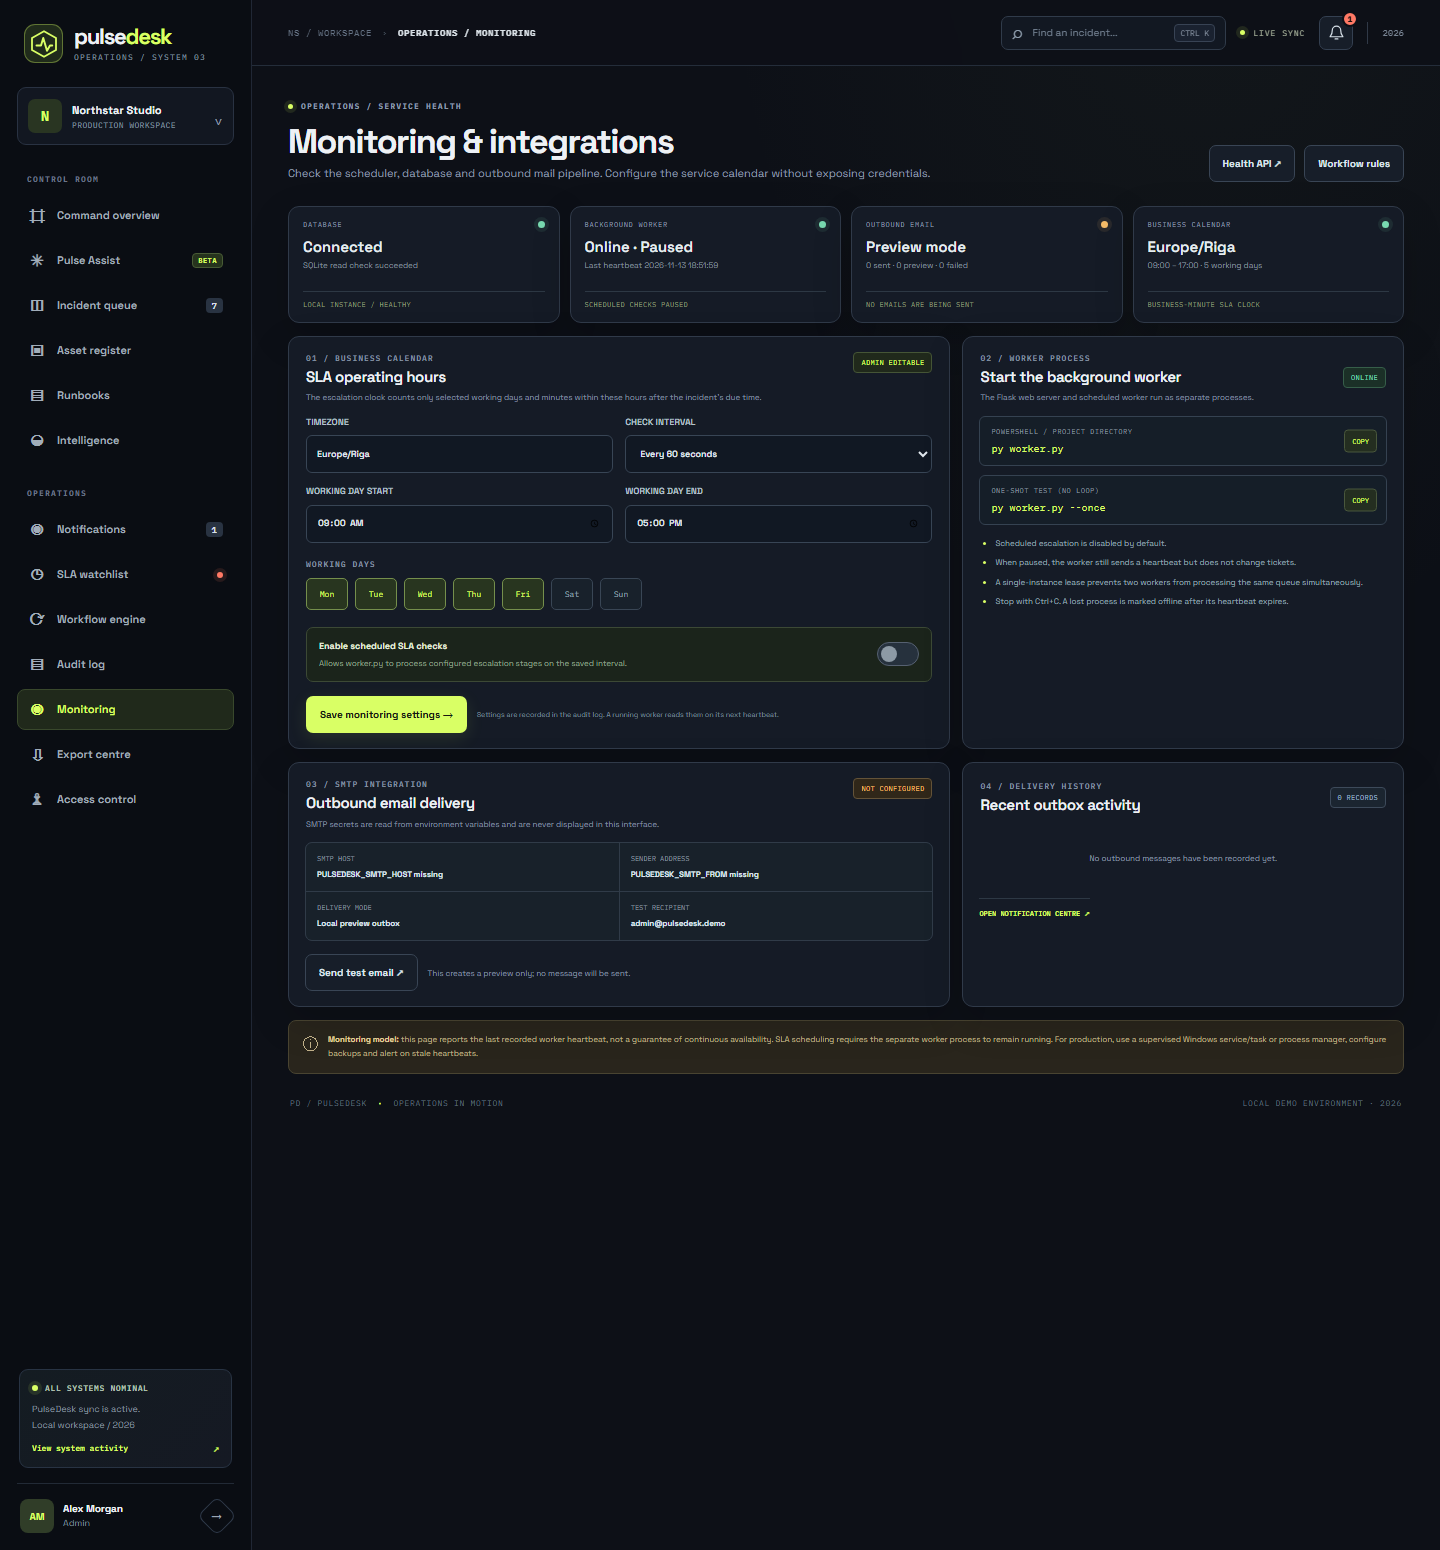 pulsedesk
OPERATIONS / SYSTEM 03
N
Northstar Studio
PRODUCTION WORKSPACE
v
CONTROL ROOM
Command overview
Pulse Assist
BETA
Incident queue
7
Asset register
Runbooks
Intelligence
OPERATIONS
Notifications
1
SLA watchlist
Workflow engine
Audit log
Monitoring
Export centre
Access control
ALL SYSTEMS NOMINAL
PulseDesk sync is active.
Local workspace / 2026
View system activity ↗
AM
Alex Morgan
Admin
→
NS / WORKSPACE › OPERATIONS / MONITORING
Find an incident...
CTRL K
LIVE SYNC
1
2026
OPERATIONS / SERVICE HEALTH
Monitoring & integrations
Check the scheduler, database and outbound mail pipeline. Configure the service calendar without exposing credentials.
Health API ↗
Workflow rules
DATABASE
Connected
SQLite read check succeeded
LOCAL INSTANCE / HEALTHY
BACKGROUND WORKER
Online · Paused
Last heartbeat 2026-11-13 18:51:59
SCHEDULED CHECKS PAUSED
OUTBOUND EMAIL
Preview mode
0 sent · 0 preview · 0 failed
NO EMAILS ARE BEING SENT
BUSINESS CALENDAR
Europe/Riga
09:00 – 17:00 · 5 working days
BUSINESS-MINUTE SLA CLOCK
01 / BUSINESS CALENDAR
SLA operating hours
ADMIN EDITABLE
The escalation clock counts only selected working days and minutes within these hours after the incident's due time.
TIMEZONE
Europe/Riga
CHECK INTERVAL
Every 60 seconds
WORKING DAY START
09:00 AM
WORKING DAY END
05:00 PM
WORKING DAYS
Mon Tue Wed Thu Fri Sat Sun
Enable scheduled SLA checks
Allows worker.py to process configured escalation stages on the saved interval.
Save monitoring settings →
Settings are recorded in the audit log. A running worker reads them on its next heartbeat.
02 / WORKER PROCESS
Start the background worker
ONLINE
The Flask web server and scheduled worker run as separate processes.
POWERSHELL / PROJECT DIRECTORY
py worker.py
COPY
ONE-SHOT TEST (NO LOOP)
py worker.py --once
COPY
• Scheduled escalation is disabled by default.
• When paused, the worker still sends a heartbeat but does not change tickets.
• A single-instance lease prevents two workers from processing the same queue simultaneously.
• Stop with Ctrl+C. A lost process is marked offline after its heartbeat expires.
03 / SMTP INTEGRATION
Outbound email delivery
NOT CONFIGURED
SMTP secrets are read from environment variables and are never displayed in this interface.
SMTP HOST
PULSEDESK_SMTP_HOST missing
SENDER ADDRESS
PULSEDESK_SMTP_FROM missing
DELIVERY MODE
Local preview outbox
TEST RECIPIENT
admin@pulsedesk.demo
Send test email ↗
This creates a preview only; no message will be sent.
04 / DELIVERY HISTORY
Recent outbox activity
0 RECORDS
No outbound messages have been recorded yet.
OPEN NOTIFICATION CENTRE ↗
Monitoring model: this page reports the last recorded worker heartbeat, not a guarantee of continuous availability. SLA scheduling requires the separate worker process to remain running. For production, use a supervised Windows service/task or process manager, configure
backups and alert on stale heartbeats.
PD / PULSEDESK • OPERATIONS IN MOTION
LOCAL DEMO ENVIRONMENT · 2026